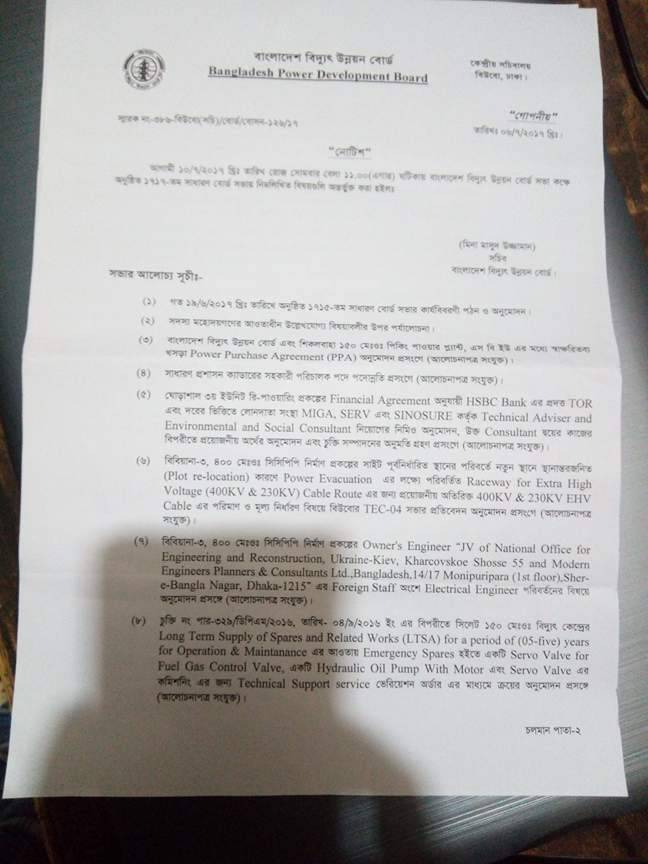 বাংলাদেশ বিদ্যুৎ উন্নয়ন বোর্ড
Bangladesh Power Development Board
কেন্দ্রীয় সচিবালয়
বিউবো, ঢাকা।
স্মারক নং-৩৮৬-বিউবো(সচি)/বোর্ড/বোসন-১২৬/১৭
"গোপনীয়"
তারিখঃ ০৬/৭/২০১৭ খ্রিঃ।
"নোটিশ"
আগামী ১০/৭/২০১৭ খ্রিঃ তারিখ রোজ সোমবার বেলা ১১.০০(এগার) ঘটিকায় বাংলাদেশ বিদ্যুৎ উন্নয়ন বোর্ড সভা কক্ষে
অনুষ্ঠিত ১৭১৭-তম সাধারণ বোর্ড সভায় নিম্নলিখিত বিষয়গুলি অন্তর্ভুক্ত করা হইলঃ
(মিনা মাসুদ উজ্জামান)
সচিব
বাংলাদেশ বিদ্যুৎ উন্নয়ন বোর্ড।
সভার আলোচ্য সূচীঃ-
(১) গত ১৯/৬/২০১৭ খ্রিঃ তারিখে অনুষ্ঠিত ১৭১৫-তম সাধারণ বোর্ড সভার কার্যবিবরণী পঠন ও অনুমোদন।
(২) সদস্য মহোদয়গণের আওতাধীন উল্লেখযোগ্য বিষয়াবলীর উপর পর্যালোচনা।
(৩) বাংলাদেশ বিদ্যুৎ উন্নয়ন বোর্ড এবং শিকলবাহা ১৫০ মেঃওঃ পিকিং পাওয়ার প্ল্যান্ট, এস বি ইউ এর মধ্যে স্বাক্ষরিতব্য
খসড়া Power Purchase Agreement (PPA) অনুমোদন প্রসংগে (আলোচনাপত্র সংযুক্ত)।
(৪) সাধারণ প্রশাসন ক্যাডারের সহকারী পরিচালক পদে পদোন্নতি প্রসংগে (আলোচনাপত্র সংযুক্ত)।
(৫) ঘোড়াশাল ৩য় ইউনিট রি-পাওয়ারিং প্রকল্পের Financial Agreement অনুযায়ী HSBC Bank এর প্রদত্ত TOR
এবং দরের ভিত্তিতে লোনদাতা সংস্থা MIGA, SERV এবং SINOSURE কর্তৃক Technical Adviser and
Environmental and Social Consultant নিয়োগের নিমিত্ত অনুমোদন, উক্ত Consultant দ্বয়ের কাজের
বিপরীতে প্রয়োজনীয় অর্থের অনুমোদন এবং চুক্তি সম্পাদনের অনুমতি গ্রহণ প্রসংগে (আলোচনাপত্র সংযুক্ত)।
(৬) বিবিয়ানা-৩, ৪০০ মেঃওঃ সিসিপিপি নির্মাণ প্রকল্পের সাইট পূর্বনির্ধারিত স্থানের পরিবর্তে নতুন স্থানে স্থানান্তরজনিত
(Plot re-location) কারণে Power Evacuation এর লক্ষ্যে পরিবর্তিত Raceway for Extra High
Voltage (400KV & 230KV) Cable Route এর জন্য প্রয়োজনীয় অতিরিক্ত 400KV & 230KV EHV
Cable এর পরিমাণ ও মূল্য নির্ধারণ বিষয়ে বিউবোর TEC-04 সভার প্রতিবেদন অনুমোদন প্রসংগে (আলোচনাপত্র
সংযুক্ত)।
(৭) বিবিয়ানা-৩, ৪০০ মেঃওঃ সিসিপিপি নির্মাণ প্রকল্পের Owner's Engineer "JV of National Office for
Engineering and Reconstruction, Ukraine-Kiev, Kharcovskoe Shosse 55 and Modern
Engineers Planners & Consultants Ltd.,Bangladesh,14/17 Monipuripara (1st floor),Sher-
e-Bangla Nagar, Dhaka-1215" এর Foreign Staff অংশে Electrical Engineer পরিবর্তনের বিষয়ে
অনুমোদন প্রসঙ্গে (আলোচনাপত্র সংযুক্ত)।
(৮) চুক্তি নং পার-৩২৯/ডিপিএম/২০১৬, তারিখ- ০৪/৯/২০১৬ ইং এর বিপরীতে সিলেট ১৫০ মেঃওঃ বিদ্যুৎ কেন্দ্রের
Long Term Supply of Spares and Related Works (LTSA) for a period of (05-five) years
for Operation & Maintanance এর আওতায় Emergency Spares হইতে একটি Servo Valve for
Fuel Gas Control Valve, একটি Hydraulic Oil Pump With Motor এবং Servo Valve এর
কমিশনিং এর জন্য Technical Support service ভেরিয়েশন অর্ডার এর মাধ্যমে ক্রয়ের অনুমোদন প্রসঙ্গে
(আলোচনাপত্র সংযুক্ত)।
চলমান পাতা-২